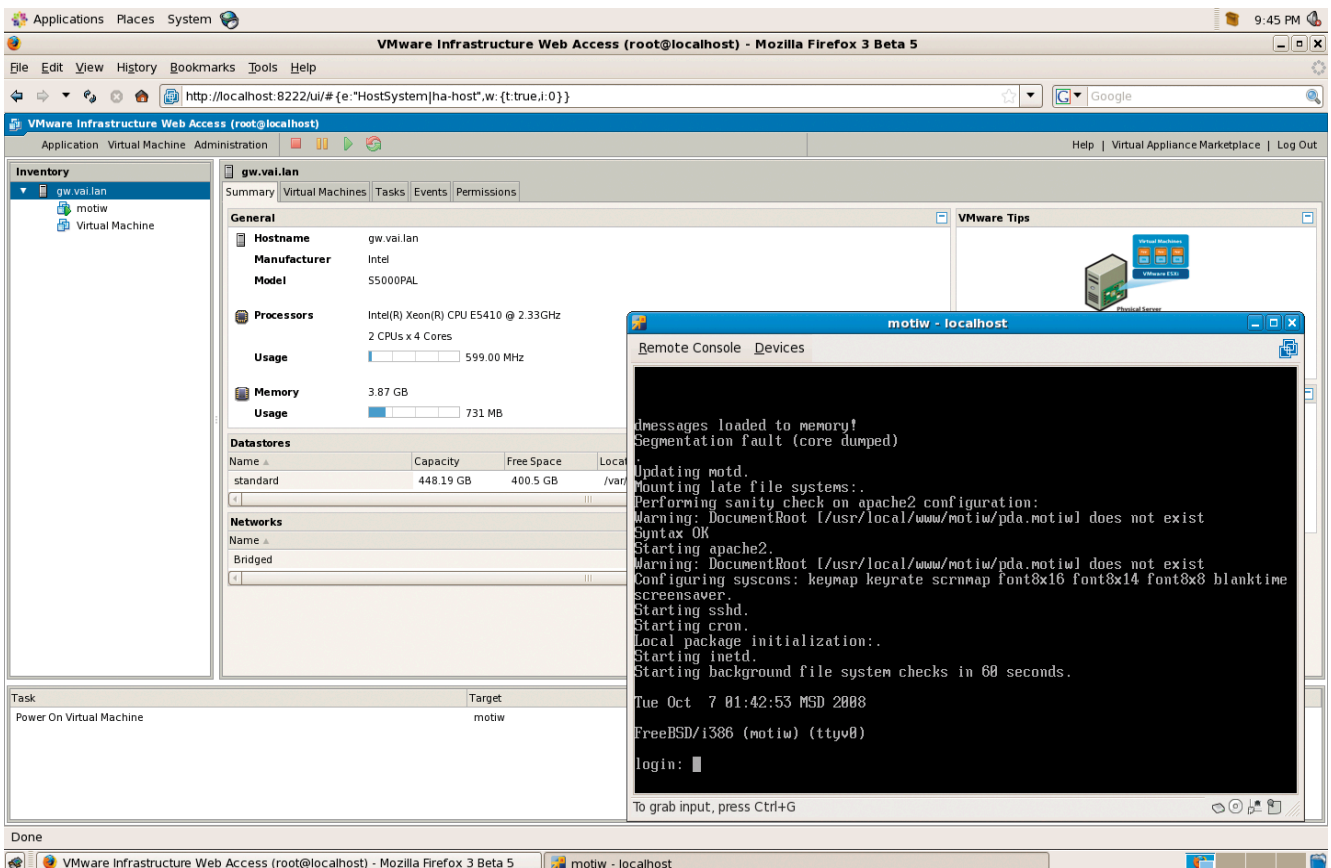 Applications Places System
9:45 PM
VMware Infrastructure Web Access (root@localhost) - Mozilla Firefox 3 Beta 5
File Edit View History Bookmarks Tools Help
http://localhost:8222/ui/#{e:"HostSystem|ha-host",w:{t:true,i:0}}
G Google
VMware Infrastructure Web Access (root@localhost)
Application Virtual Machine Administration
Help | Virtual Appliance Marketplace | Log Out
Inventory
gw.vai.lan
motiw
Virtual Machine
gw.vai.lan
Summary Virtual Machines Tasks Events Permissions
General
Hostname gw.vai.lan
Manufacturer Intel
Model S5000PAL
Processors Intel(R) Xeon(R) CPU E5410 @ 2.33GHz
2 CPUs x 4 Cores
Usage 599.00 MHz
Memory 3.87 GB
Usage 731 MB
Datastores
Name Capacity Free Space Locat
standard 448.19 GB 400.5 GB /var/
Networks
Name
Bridged
VMware Tips
Virtual Machines
VMware ESXi
Physical Server
motiw - localhost
Remote Console Devices
dmessages loaded to memory!
Segmentation fault (core dumped)
.
Updating motd.
Mounting late file systems:.
Performing sanity check on apache2 configuration:
Warning: DocumentRoot [/usr/local/www/motiw/pda.motiw] does not exist
Syntax OK
Starting apache2.
Warning: DocumentRoot [/usr/local/www/motiw/pda.motiw] does not exist
Configuring syscons: keymap keyrate scrnmap font8x16 font8x14 font8x8 blanktime
screensaver.
Starting sshd.
Starting cron.
Local package initialization:.
Starting inetd.
Starting background file system checks in 60 seconds.
Tue Oct 7 01:42:53 MSD 2008
FreeBSD/i386 (motiw) (ttyv0)
login:
To grab input, press Ctrl+G
Task Target
Power On Virtual Machine motiw
Done
VMware Infrastructure Web Access (root@localhost) - Mozilla Firefox 3 Beta 5
motiw - localhost